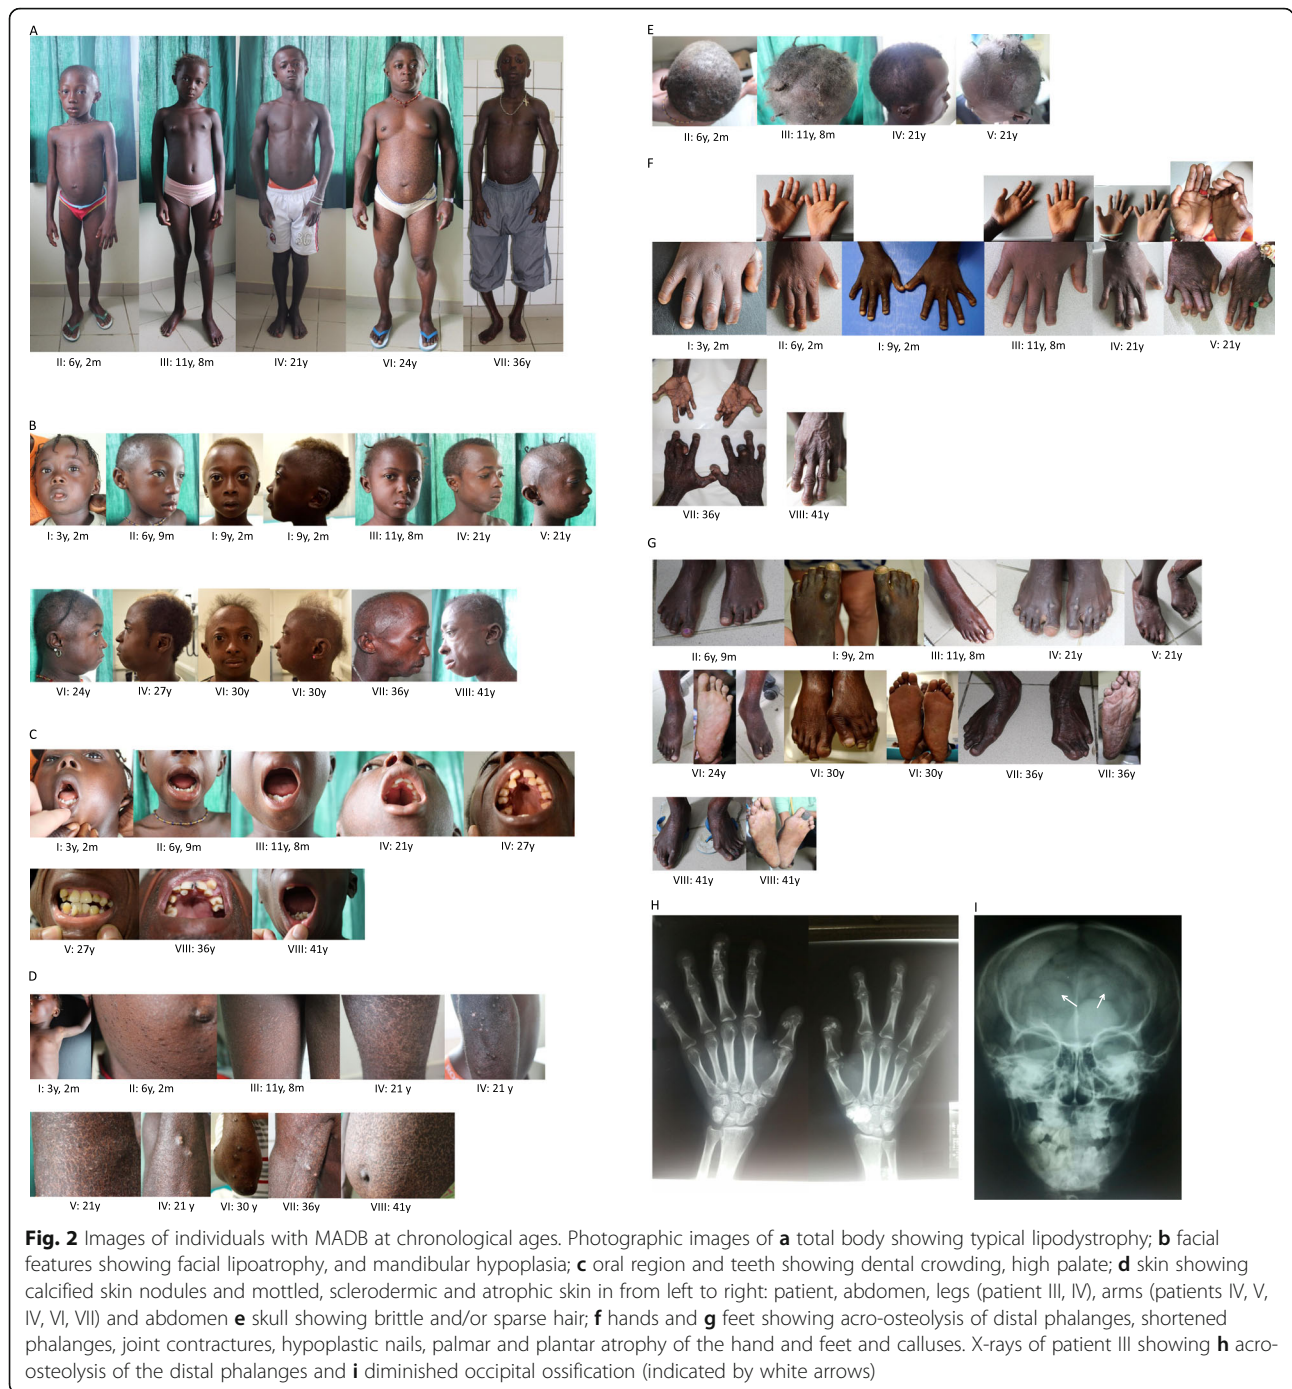 A
II: 6y, 2m
III: 11y, 8m
IV: 21y
VI: 24y
VII: 36y
B
I: 3y, 2m
II: 6y, 9m
I: 9y, 2m
I: 9y, 2m
III: 11y, 8m
IV: 21y
V: 21y
VI: 24y
IV: 27y
VI: 30y
VI: 30y
VII: 36y
VIII: 41y
C
I: 3y, 2m
II: 6y, 9m
III: 11y, 8m
IV: 21y
IV: 27y
V: 27y
VIII: 36y
VIII: 41y
D
I: 3y, 2m
II: 6y, 2m
III: 11y, 8m
IV: 21 y
IV: 21 y
V: 21y
IV: 21 y
VI: 30 y
VII: 36y
VIII: 41y
E
II: 6y, 2m
III: 11y, 8m
IV: 21y
V: 21y
F
I: 3y, 2m
II: 6y, 2m
I: 9y, 2m
III: 11y, 8m
IV: 21y
V: 21y
VII: 36y
VIII: 41y
G
II: 6y, 9m
I: 9y, 2m
III: 11y, 8m
IV: 21y
V: 21y
VI: 24y
VI: 30y
VI: 30y
VII: 36y
VII: 36y
VIII: 41y
VIII: 41y
H
I
Fig. 2 Images of individuals with MADB at chronological ages. Photographic images of a total body showing typical lipodystrophy; b facial
features showing facial lipoatrophy, and mandibular hypoplasia; c oral region and teeth showing dental crowding, high palate; d skin showing
calcified skin nodules and mottled, sclerodermic and atrophic skin in from left to right: patient, abdomen, legs (patient III, IV), arms (patients IV, V,
IV, VI, VII) and abdomen e skull showing brittle and/or sparse hair; f hands and g feet showing acro-osteolysis of distal phalanges, shortened
phalanges, joint contractures, hypoplastic nails, palmar and plantar atrophy of the hand and feet and calluses. X-rays of patient III showing h acro-
osteolysis of the distal phalanges and i diminished occipital ossification (indicated by white arrows)